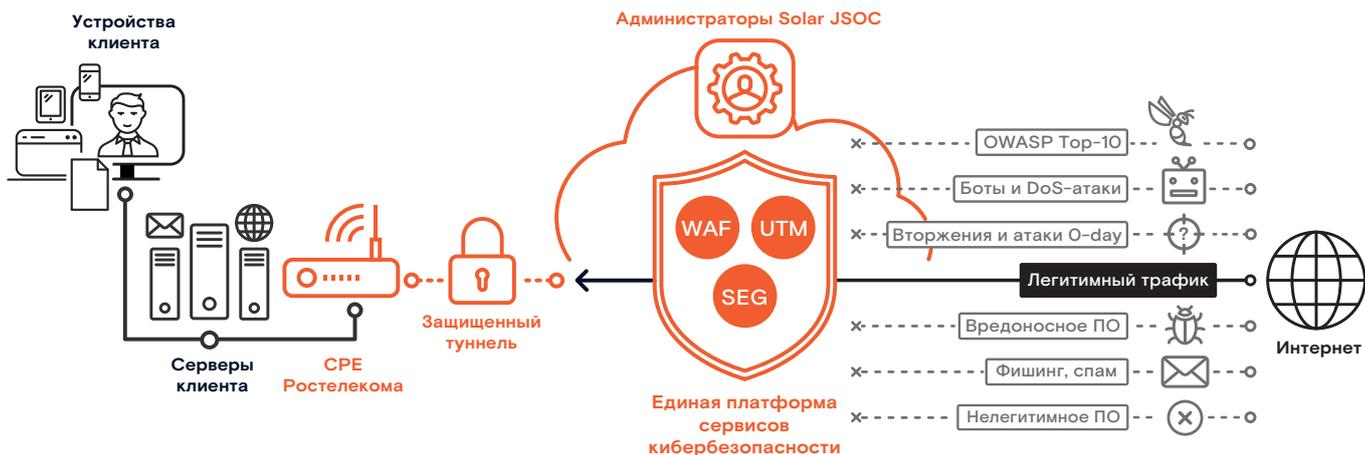 Устройства
клиента
Администраторы Solar JSOC
OWASP Top-10
Боты и DoS-атаки
WAF
UTM
Вторжения и атаки 0-day
?
Легитимный трафик
SEG
Защищенный
туннель
Вредоносное ПО
Интернет
Серверы
клиента
CPE
Ростелекома
Фишинг, спам
Единая платформа
сервисов
кибербезопасности
Нелегитимное ПО